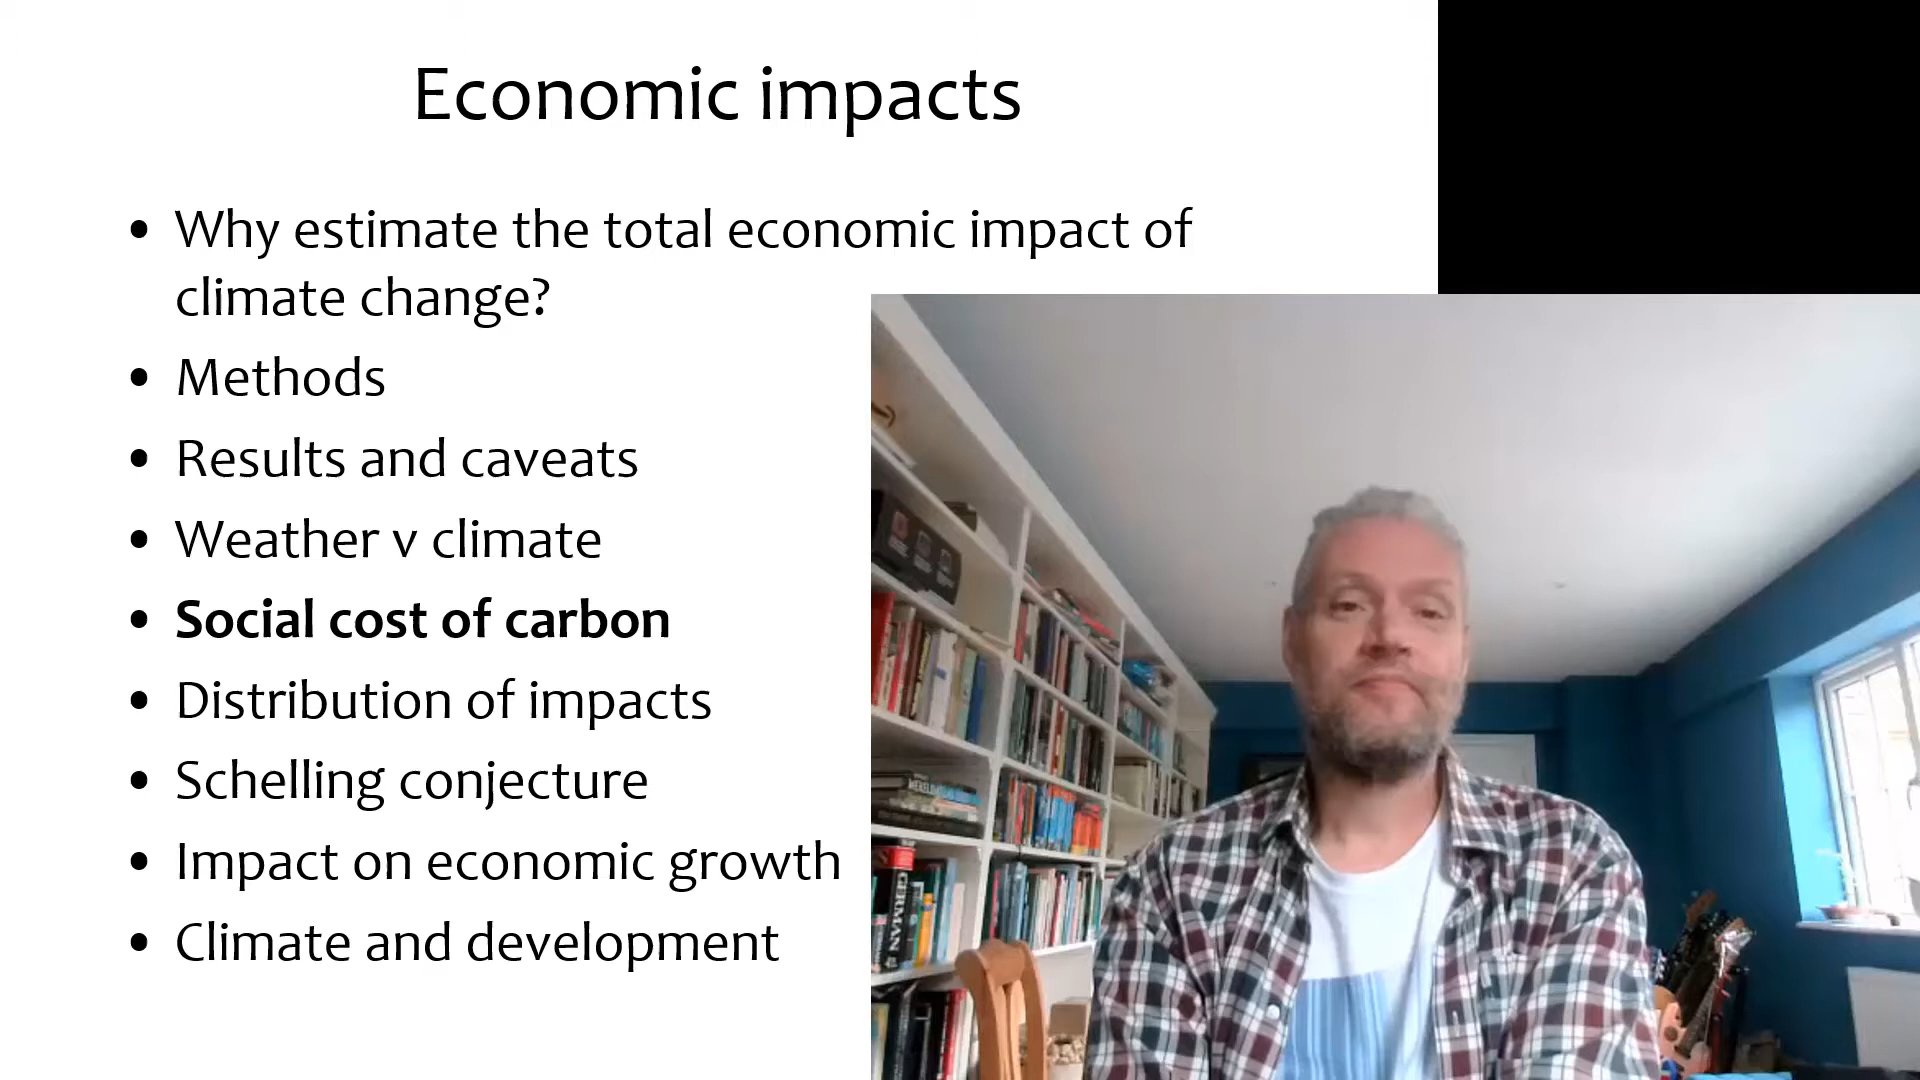 Economic impacts
• Why estimate the total economic impact of
climate change?
• Methods
• Results and caveats
• Weather v climate
• Social cost of carbon
• Distribution of impacts
• Schelling conjecture
• Impact on economic growth
• Climate and development
GERMAN